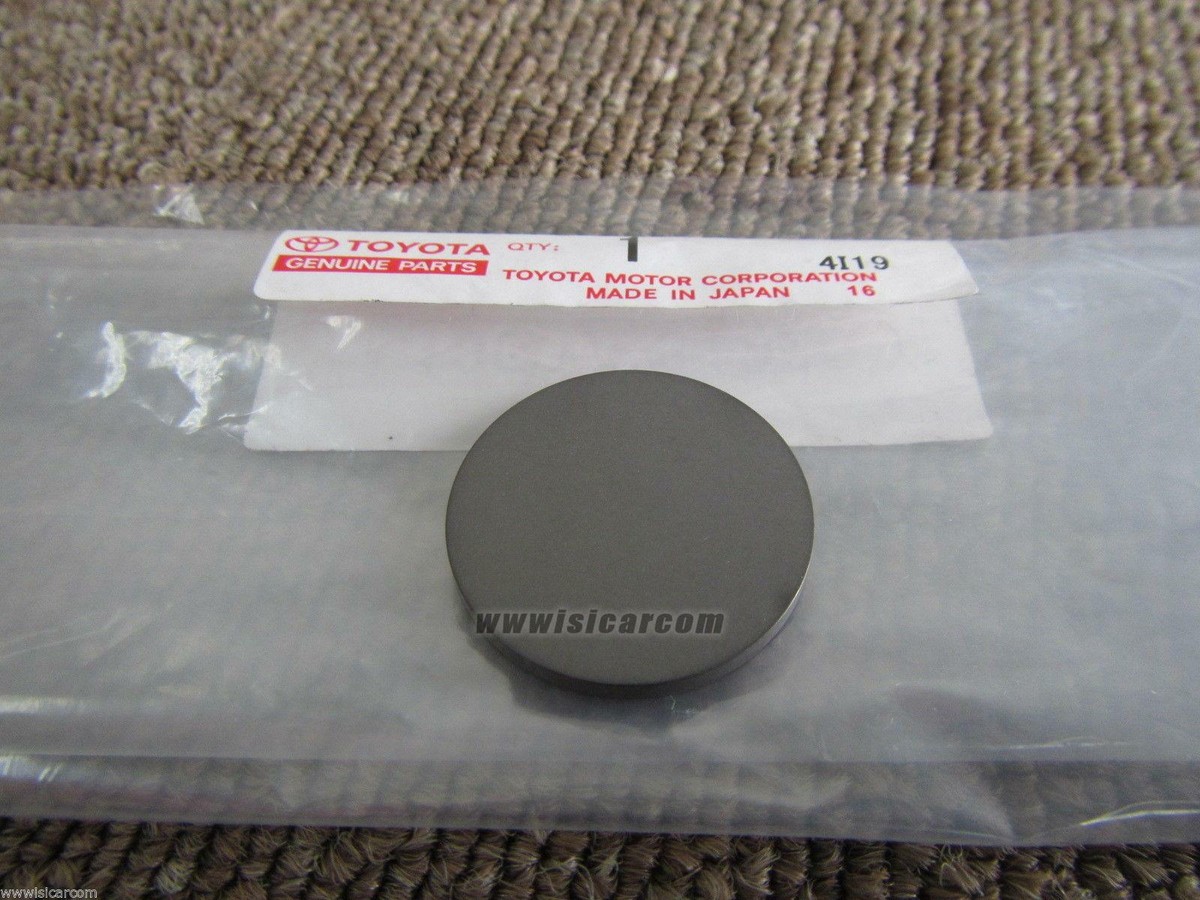 TOYOTA QTY: 1
GENUINE PARTS
4I19
TOYOTA MOTOR CORPORATION
MADE IN JAPAN 16
wwwisicarcom
wwwisicarcom